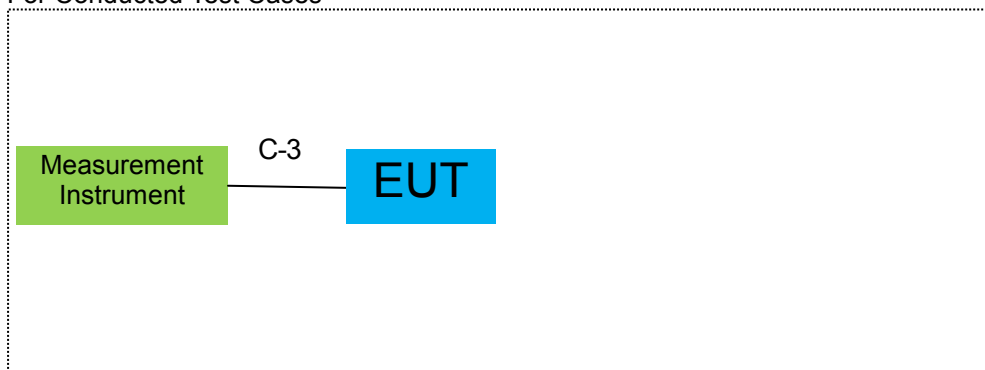 For Conducted Test Cases
C-3
Measurement
Instrument
EUT